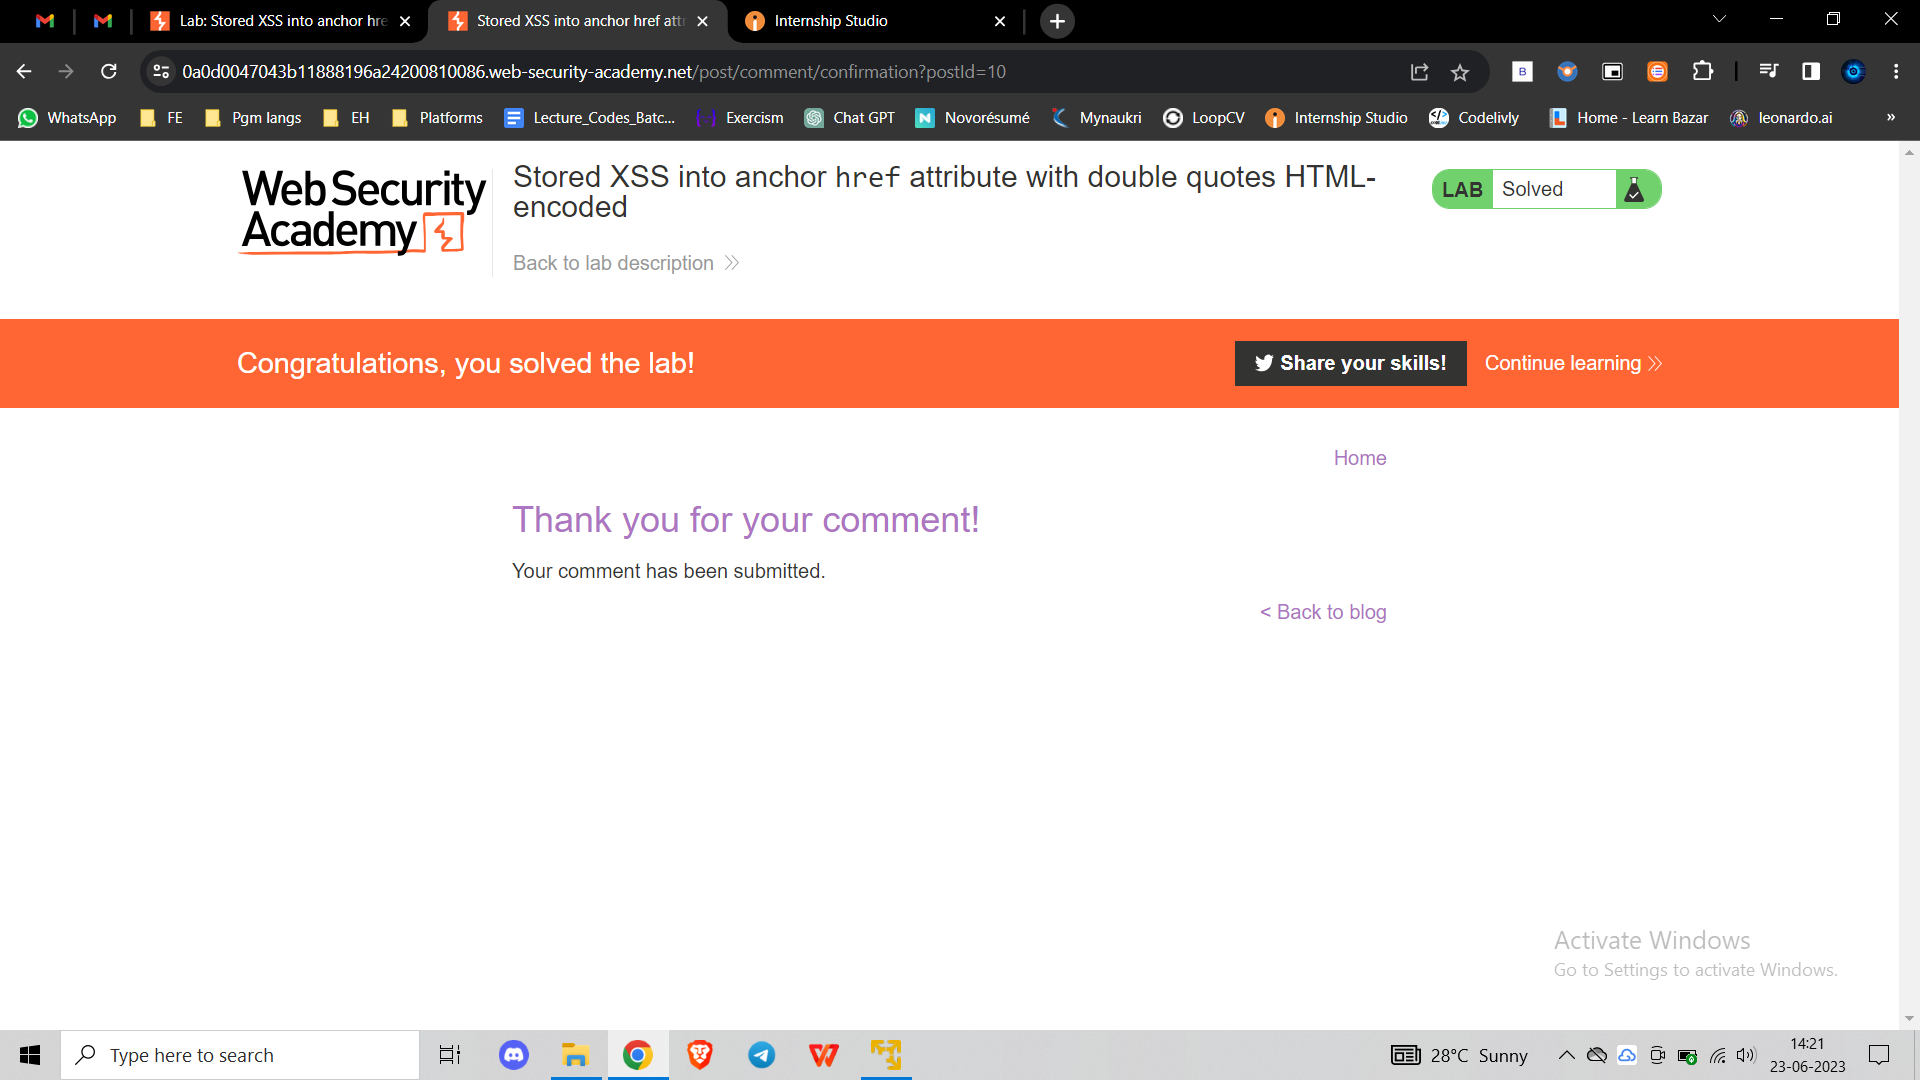 Lab: Stored XSS into anchor hre
Stored XSS into anchor href attr
Internship Studio
0a0d0047043b11888196a24200810086.web-security-academy.net/post/comment/confirmation?postId=10
WhatsApp FE Pgm langs EH Platforms Lecture_Codes_Batc... Exercism Chat GPT Novorésumé Mynaukri LoopCV Internship Studio Codelivly Home - Learn Bazar leonardo.ai »
Web Security
Academy
Stored XSS into anchor href attribute with double quotes HTML-
encoded
Back to lab description
LAB Solved
Congratulations, you solved the lab!
Share your skills!
Continue learning
Home
Thank you for your comment!
Your comment has been submitted.
< Back to blog
Activate Windows
Go to Settings to activate Windows.
Type here to search
28°C Sunny
14:21
23-06-2023